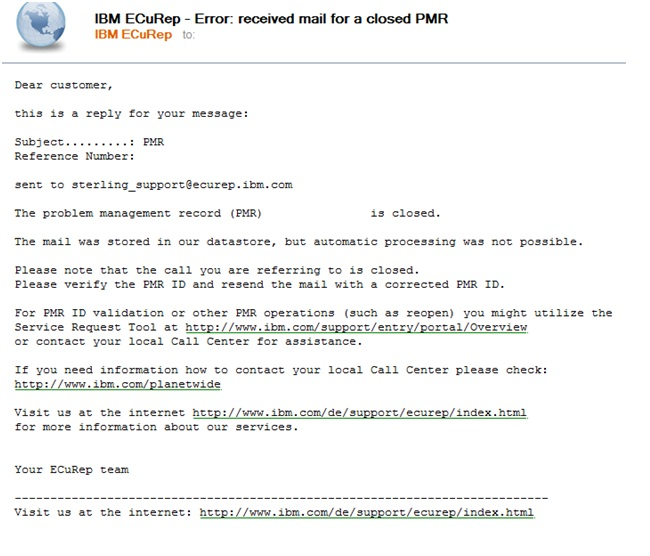 IBM ECuRep - Error: received mail for a closed PMR
IBM ECuRep to:
Dear customer,
this is a reply for your message:
Subject.........: PMR
Reference Number:
sent to sterling_support@ecurep.ibm.com
The problem management record (PMR) is closed.
The mail was stored in our datastore, but automatic processing was not possible.
Please note that the call you are referring to is closed.
Please verify the PMR ID and resend the mail with a corrected PMR ID.
For PMR ID validation or other PMR operations (such as reopen) you might utilize the
Service Request Tool at http://www.ibm.com/support/entry/portal/Overview
or contact your local Call Center for assistance.
If you need information how to contact your local Call Center please check:
http://www.ibm.com/planetwide
Visit us at the internet http://www.ibm.com/de/support/ecurep/index.html
for more information about our services.
Your ECuRep team
---------------------------------------------------------------------------
Visit us at the internet: http://www.ibm.com/de/support/ecurep/index.html